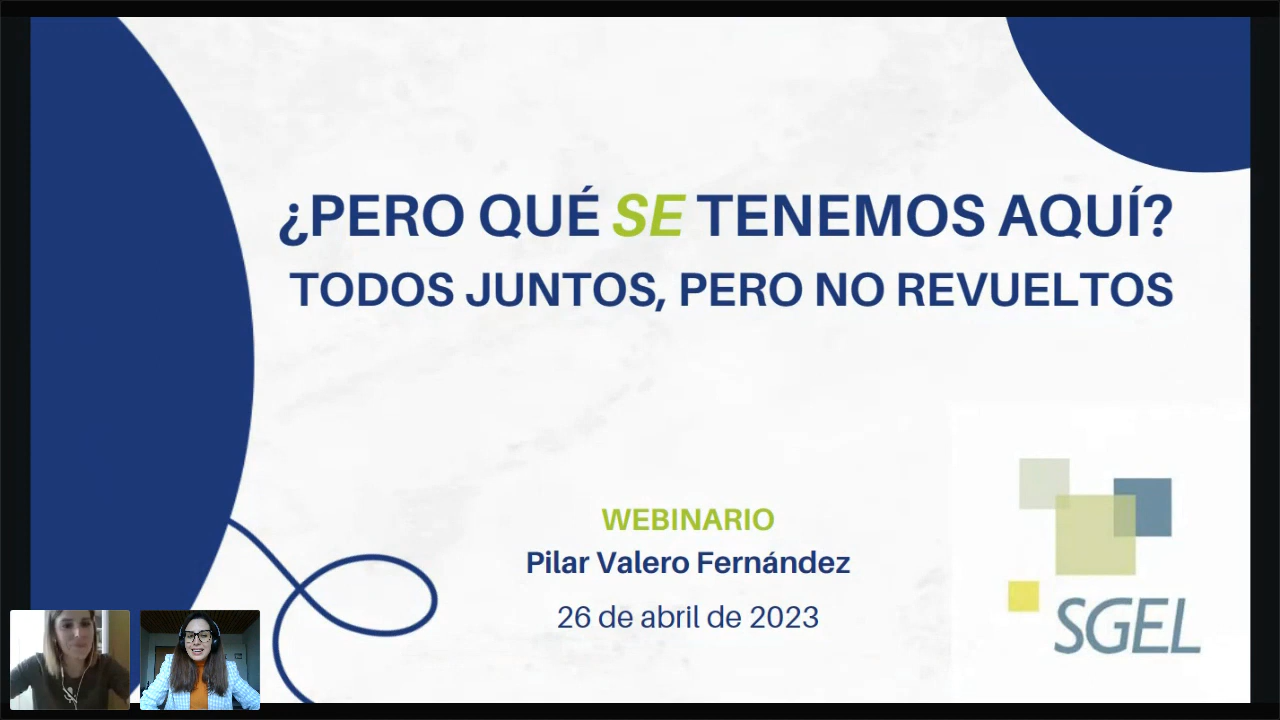 ¿PERO QUÉ SE TENEMOS AQUÍ?
TODOS JUNTOS, PERO NO REVUELTOS
WEBINARIO
Pilar Valero Fernández
26 de abril de 2023
SGEL